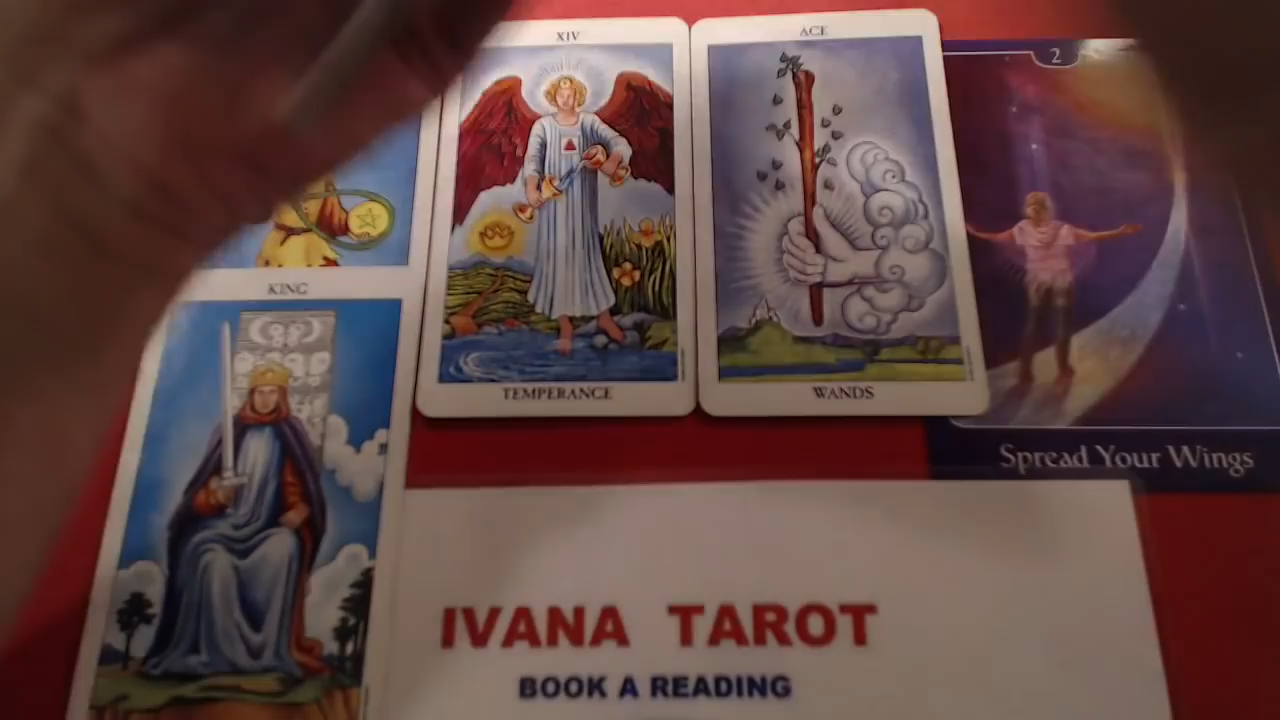 XIV
TEMPERANCE
ACE
WANDS
2
Spread Your Wings
KING
IVANA TAROT
BOOK A READING